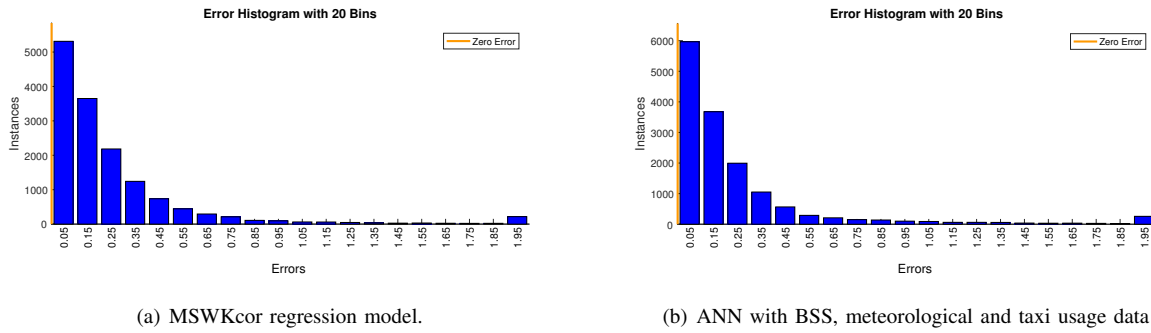 Error Histogram with 20 Bins
Zero Error
Instances
5000
4000
3000
2000
1000
0
0.05 0.15 0.25 0.35 0.45 0.55 0.65 0.75 0.85 0.95 1.05 1.15 1.25 1.35 1.45 1.55 1.65 1.75 1.85 1.95
Errors
(a) MSWKcor regression model.
Error Histogram with 20 Bins
Zero Error
Instances
6000
5000
4000
3000
2000
1000
0
0.05 0.15 0.25 0.35 0.45 0.55 0.65 0.75 0.85 0.95 1.05 1.15 1.25 1.35 1.45 1.55 1.65 1.75 1.85 1.95
Errors
(b) ANN with BSS, meteorological and taxi usage data